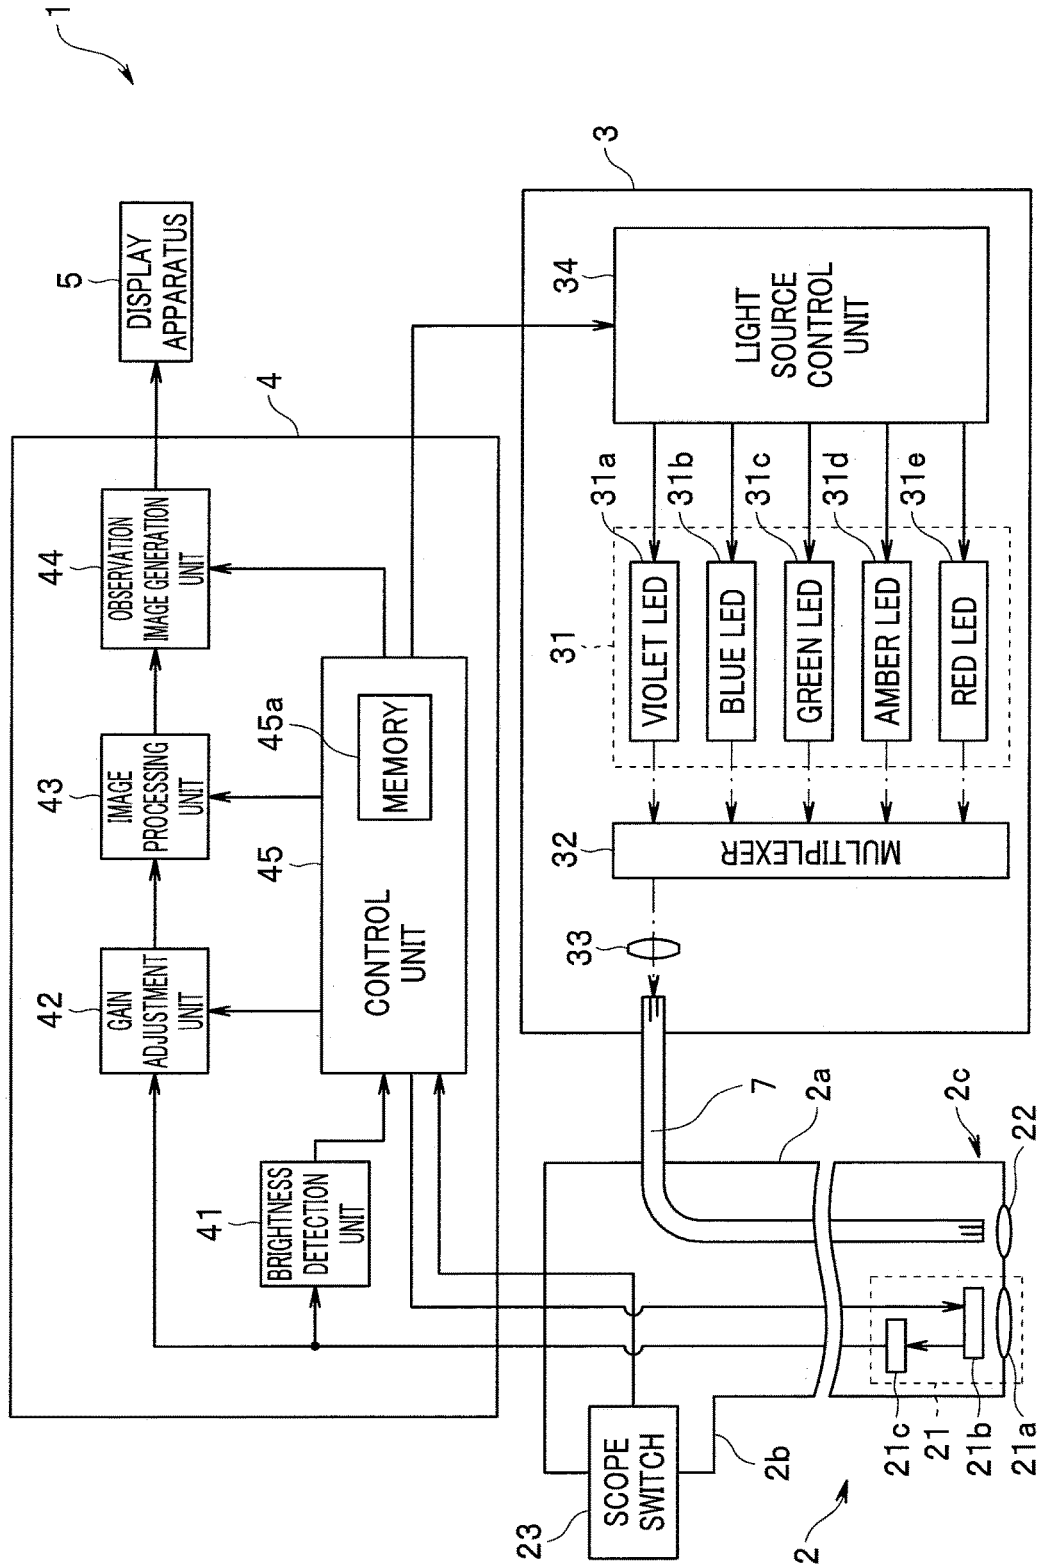 1
5
DISPLAY
APPARATUS
4
44
OBSERVATION
IMAGE GENERATION
UNIT
43
IMAGE
PROCESSING
UNIT
42
GAIN
ADJUSTMENT
UNIT
45
CONTROL
UNIT
45a
MEMORY
41
BRIGHTNESS
DETECTION
UNIT
3
34
LIGHT
SOURCE
CONTROL
UNIT
31
31a
VIOLET LED
31b
BLUE LED
31c
GREEN LED
31d
AMBER LED
31e
RED LED
32
MULTIPLEXER
33
7
2a
2c
22
23
SCOPE
SWITCH
2b
2
21c
21
21b
21a